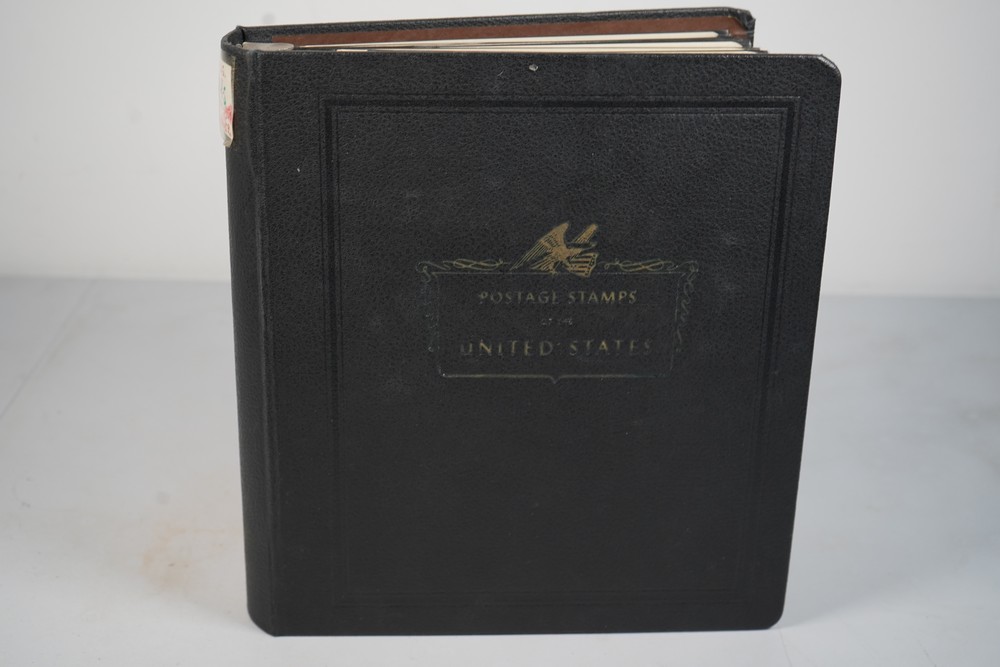 POSTAGE STAMPS
OF THE
UNITED STATES